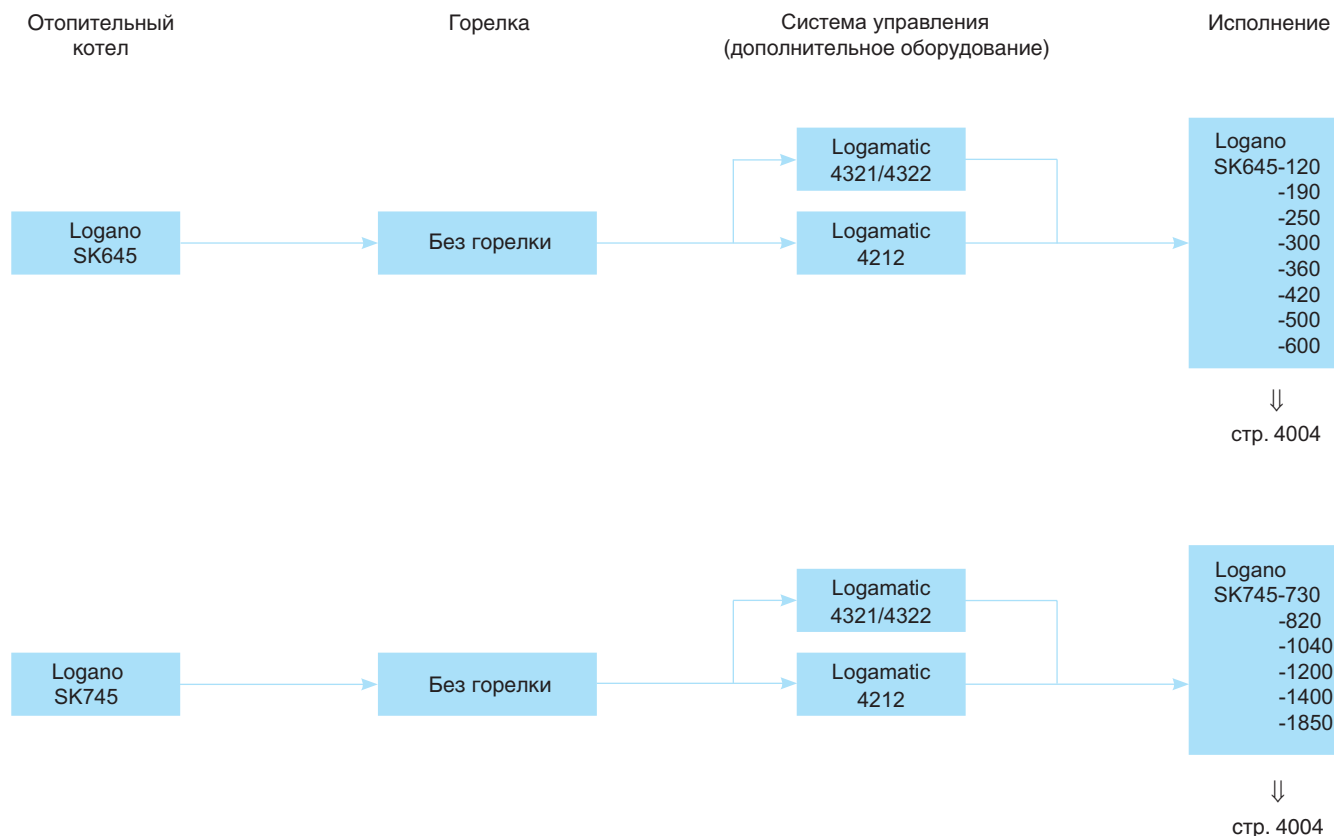 Отопительный
котел
Горелка
Система управления
(дополнительное оборудование)
Исполнение
Logano
SK645
Без горелки
Logamatic
4321/4322
Logamatic
4212
Logano
SK645-120
-190
-250
-300
-360
-420
-500
-600
⇓
стр. 4004
Logano
SK745
Без горелки
Logamatic
4321/4322
Logamatic
4212
Logano
SK745-730
-820
-1040
-1200
-1400
-1850
⇓
стр. 4004